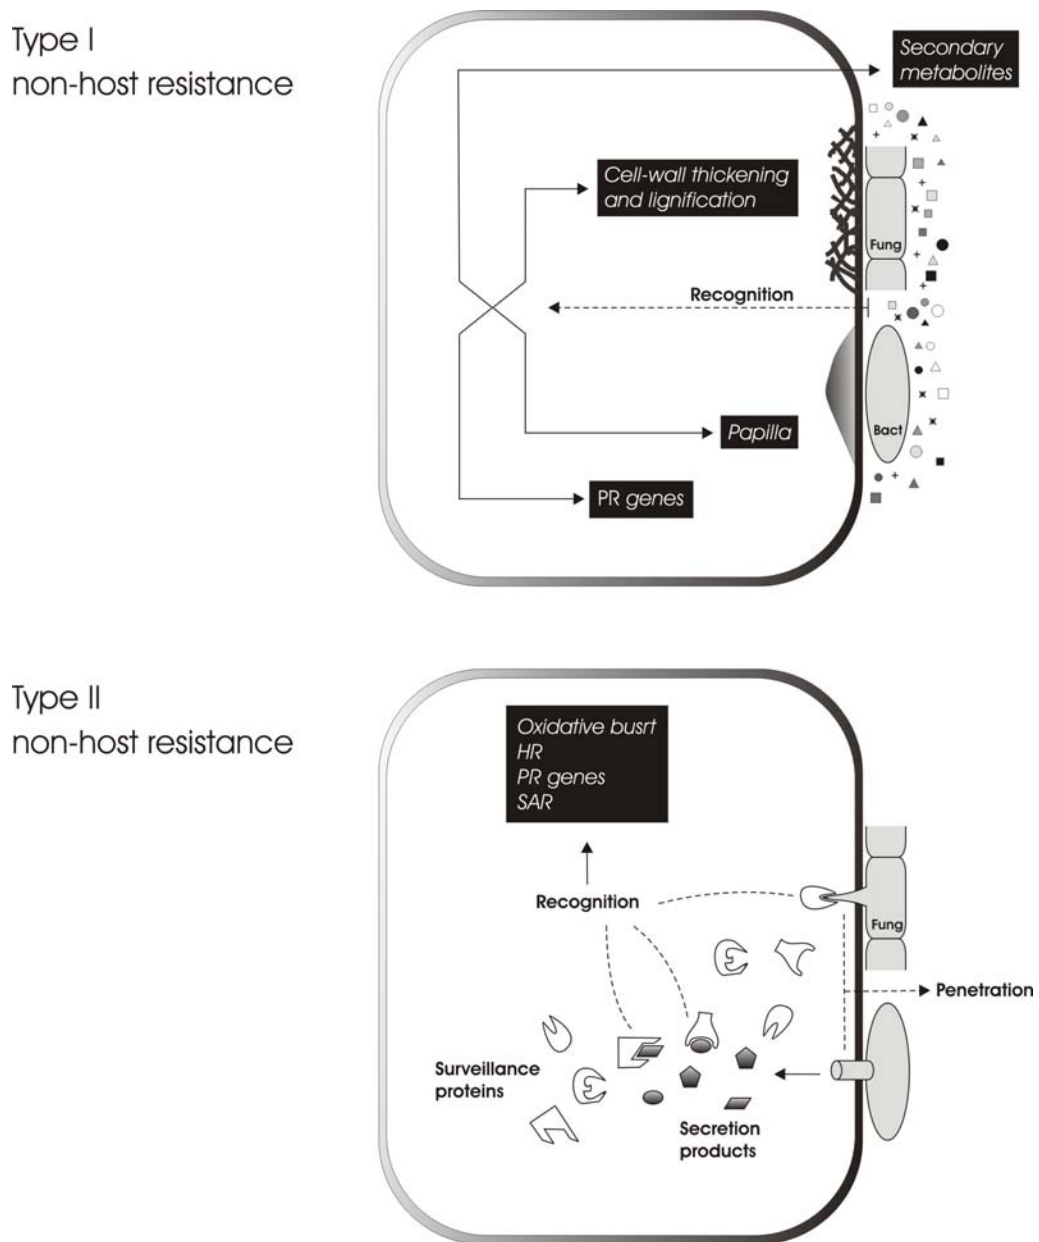 Type I
non-host resistance
Secondary
metabolites
Cell-wall thickening
and lignification
Fung
Recognition
Bact
Papilla
PR genes
Type II
non-host resistance
Oxidative busrt
HR
PR genes
SAR
Recognition
Fung
Penetration
Surveillance
proteins
Secretion
products